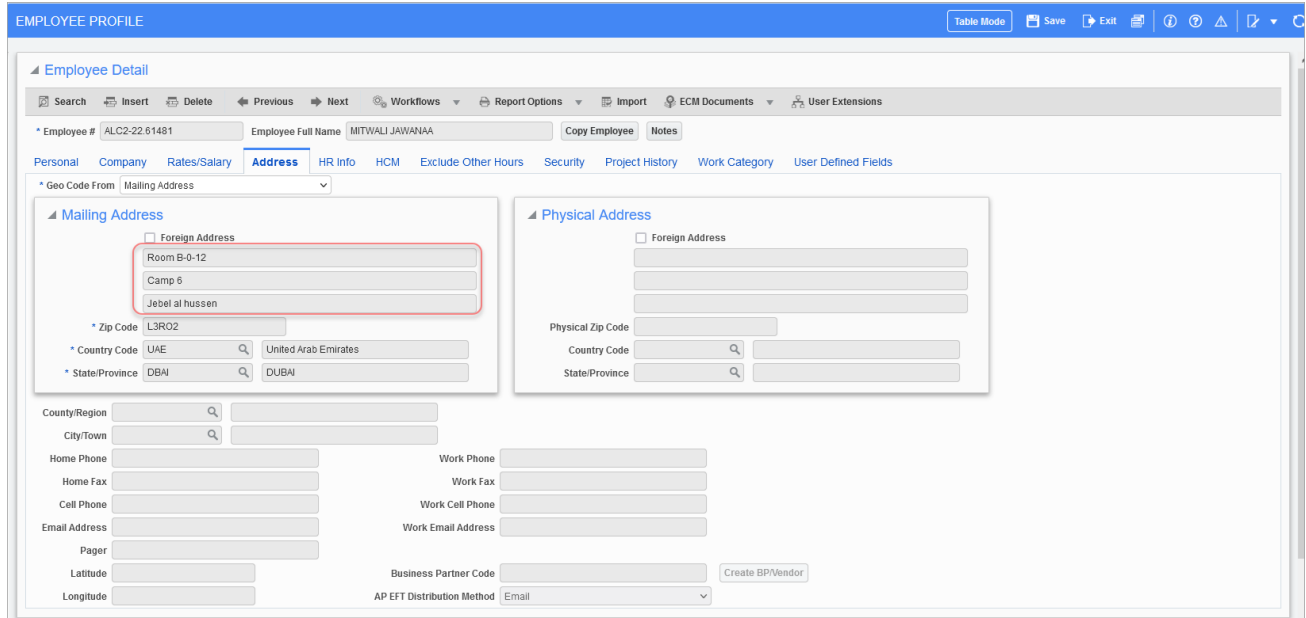 EMPLOYEE PROFILE Table Mode Save Exit
Employee Detail
Search Insert Delete Previous Next Workflows Report Options Import ECM Documents User Extensions
* Employee # ALC2-22.61481 Employee Full Name MITWALI JAWANAA Copy Employee Notes
Personal Company Rates/Salary Address HR Info HCM Exclude Other Hours Security Project History Work Category User Defined Fields
* Geo Code From Mailing Address
Mailing Address
Foreign Address
Room B-0-12
Camp 6
Jebel al hussen
* Zip Code L3RO2
* Country Code UAE United Arab Emirates
* State/Province DBAI DUBAI
Physical Address
Foreign Address
Physical Zip Code
Country Code
State/Province
County/Region
City/Town
Home Phone Work Phone
Home Fax Work Fax
Cell Phone Work Cell Phone
Email Address Work Email Address
Pager
Latitude Business Partner Code Create BP/Vendor
Longitude AP EFT Distribution Method Email